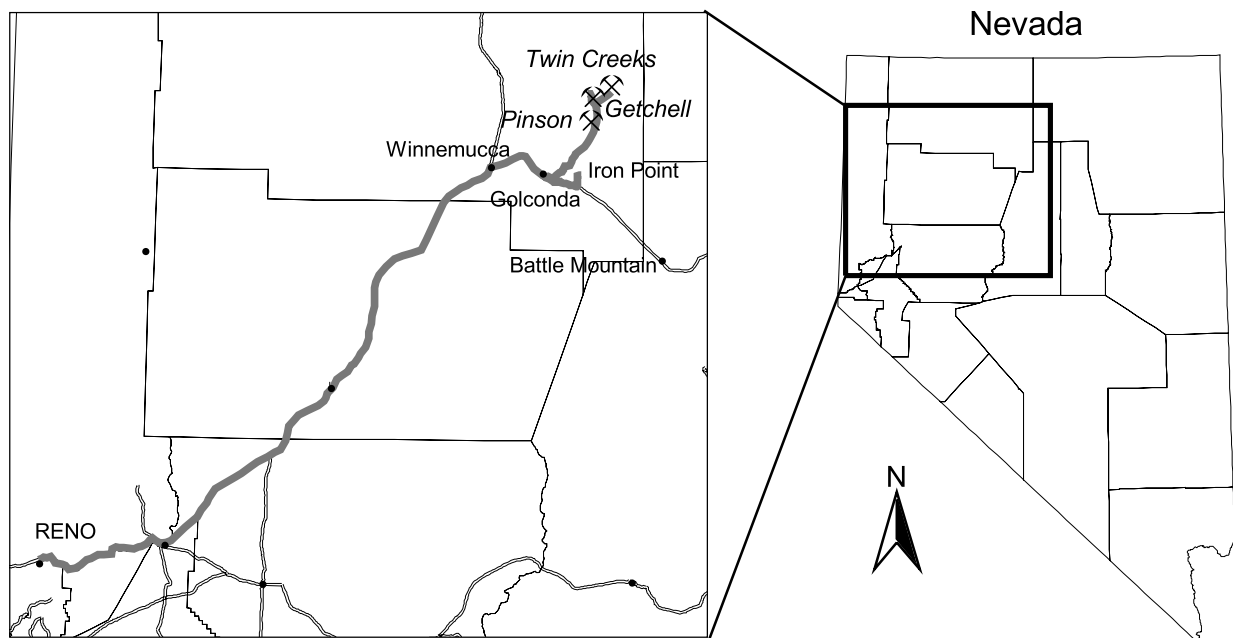 Nevada
Twin Creeks
Getchell
Pinson
Winnemucca
Iron Point
Golconda
Battle Mountain
N
RENO